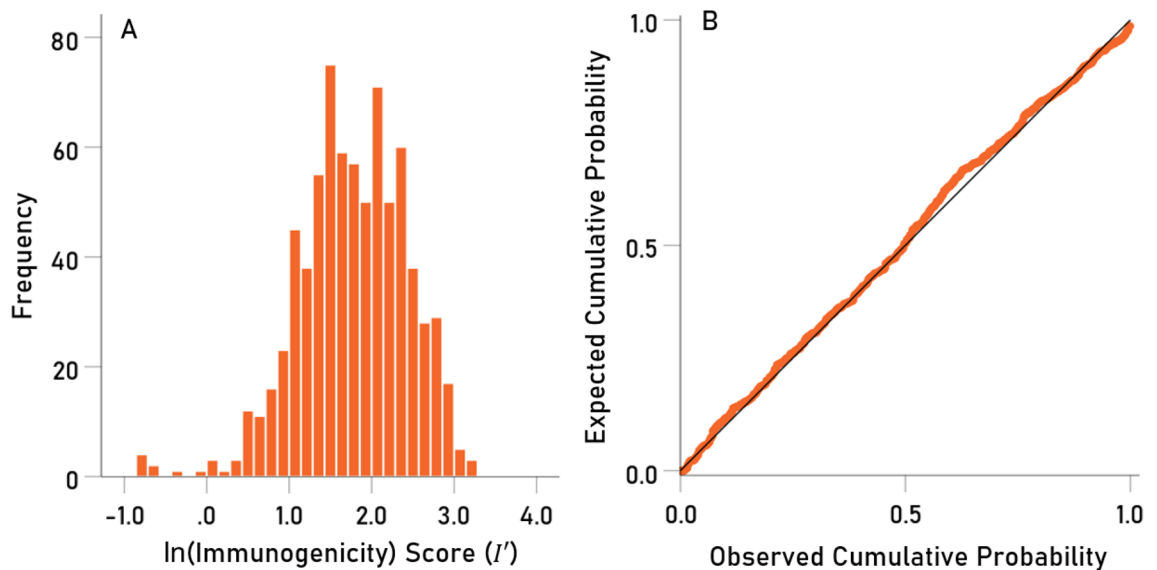 A
80
60
40
20
0
Frequency
-1.0 .0 1.0 2.0 3.0 4.0
ln(Immunogenicity) Score (I′)
B
1.0
0.5
0.0
Expected Cumulative Probability
0.0 0.5 1.0
Observed Cumulative Probability